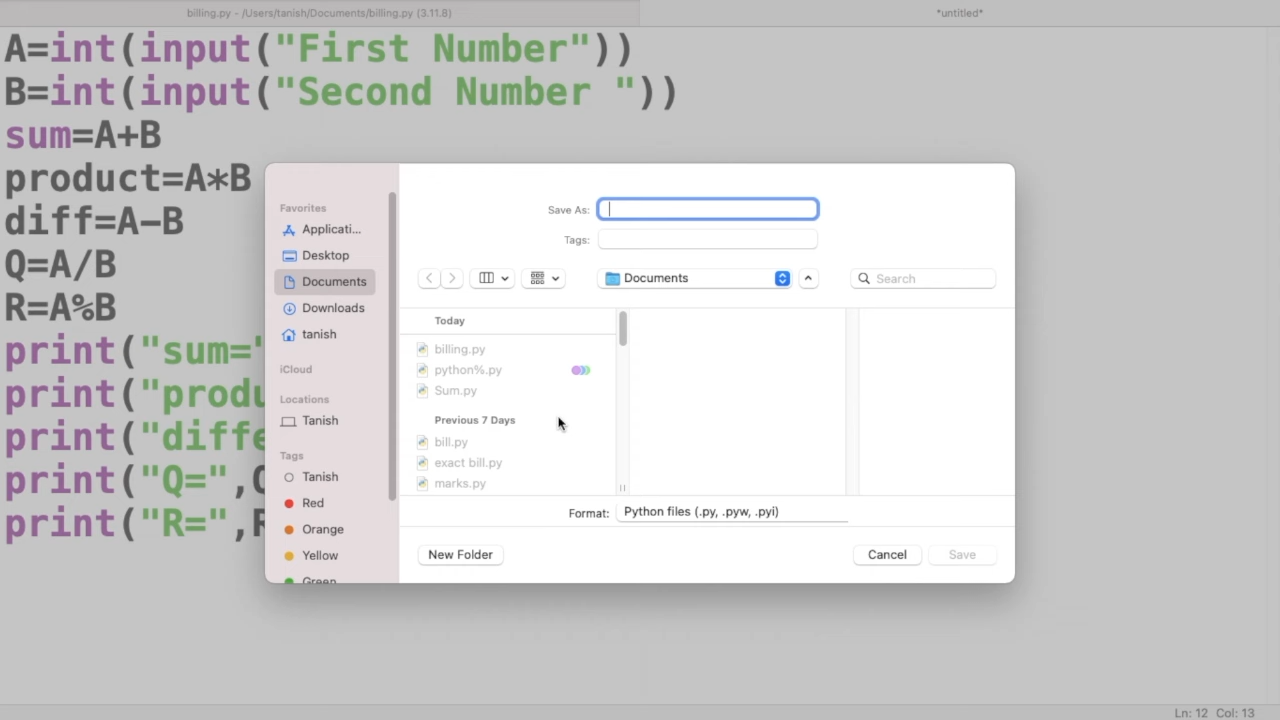 billing.py - /Users/tanish/Documents/billing.py (3.11.8)
*untitled*
A=int(input("First Number"))
B=int(input("Second Number "))
sum=A+B
product=A*B
diff=A-B
Q=A/B
R=A%B
print("sum="
print("produ
print("diffe
print("Q=",
print("R=",
Favorites
Applicati...
Desktop
Documents
Downloads
tanish
iCloud
Locations
Tanish
Tags
Tanish
Red
Orange
Yellow
Green
Save As:
Tags:
Documents
Search
Today
billing.py
python%.py
Sum.py
Previous 7 Days
bill.py
exact bill.py
marks.py
Format: Python files (.py, .pyw, .pyi)
New Folder
Cancel
Save
Ln: 12 Col: 13